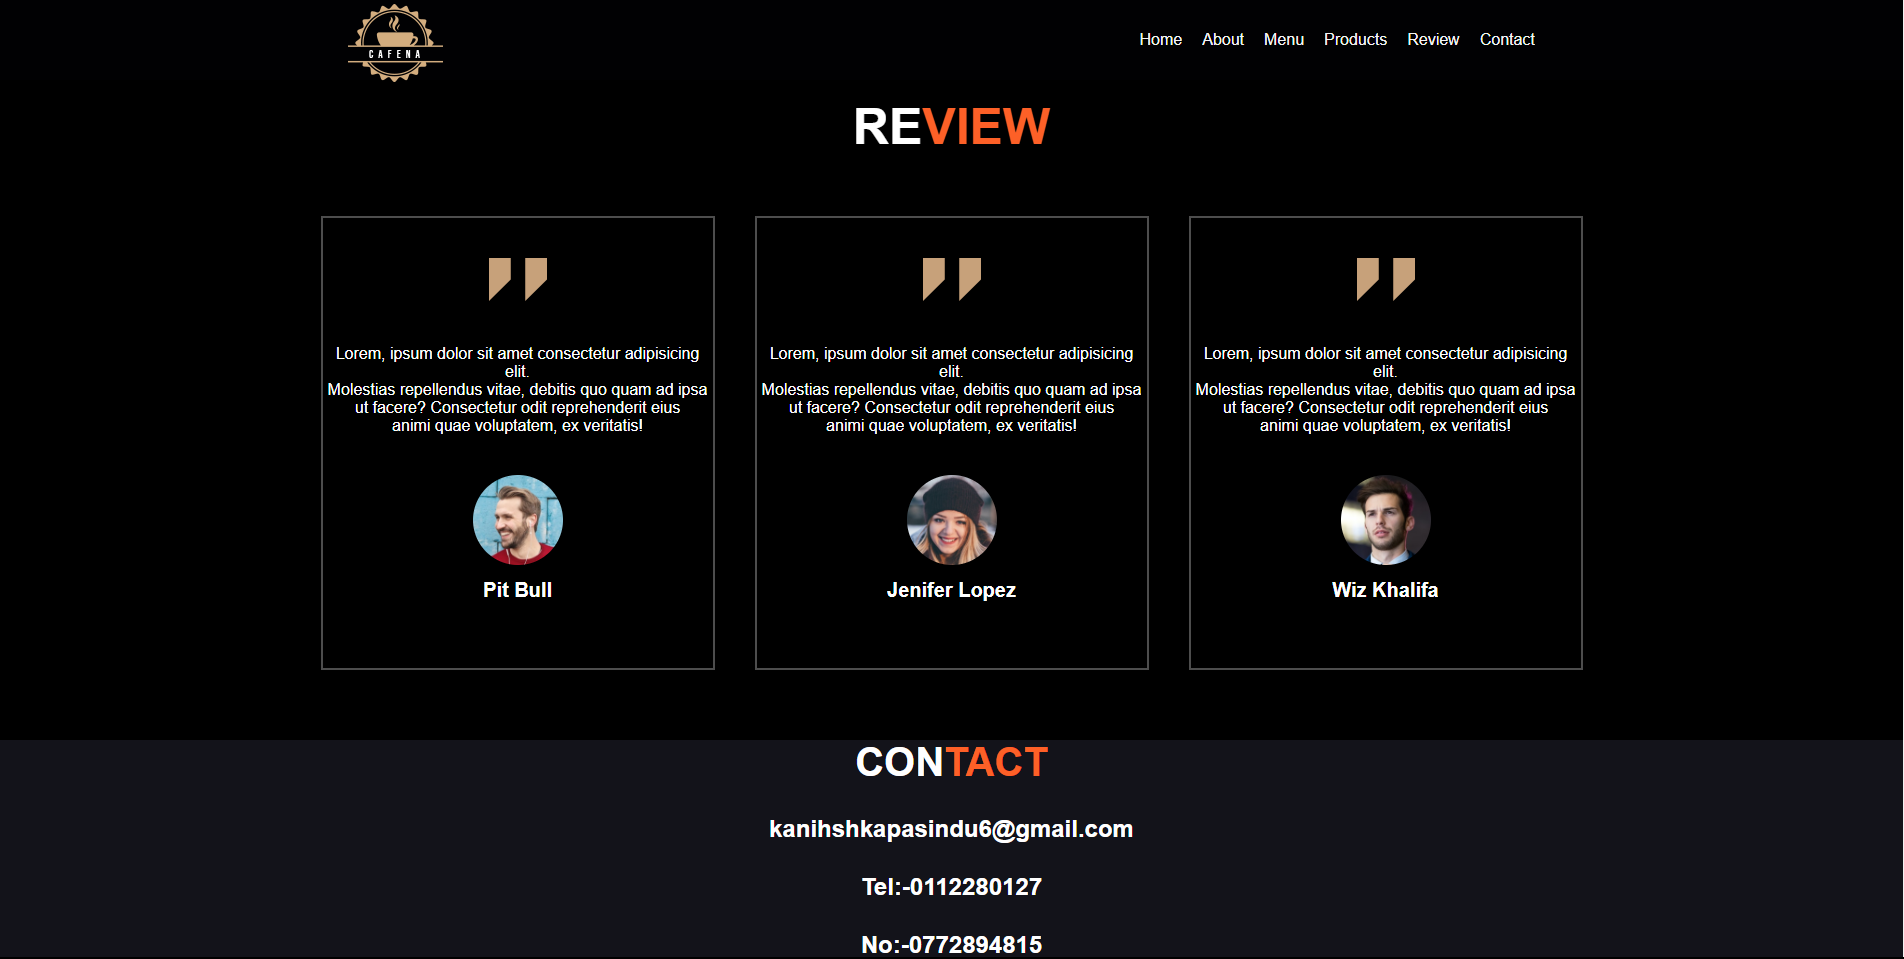 CAFENA
Home About Menu Products Review Contact
REVIEW
Lorem, ipsum dolor sit amet consectetur adipisicing
elit.
Molestias repellendus vitae, debitis quo quam ad ipsa
ut facere? Consectetur odit reprehenderit eius
animi quae voluptatem, ex veritatis!
Pit Bull
Lorem, ipsum dolor sit amet consectetur adipisicing
elit.
Molestias repellendus vitae, debitis quo quam ad ipsa
ut facere? Consectetur odit reprehenderit eius
animi quae voluptatem, ex veritatis!
Jenifer Lopez
Lorem, ipsum dolor sit amet consectetur adipisicing
elit.
Molestias repellendus vitae, debitis quo quam ad ipsa
ut facere? Consectetur odit reprehenderit eius
animi quae voluptatem, ex veritatis!
Wiz Khalifa
CONTACT
kanihshkapasindu6@gmail.com
Tel:-0112280127
No:-0772894815